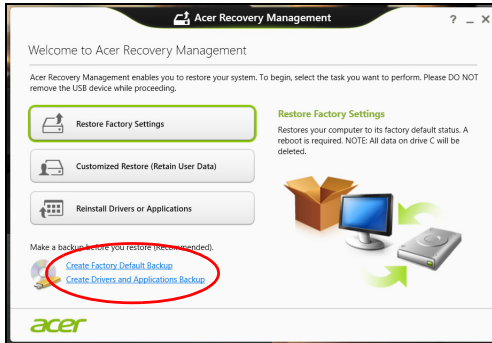 Acer Recovery Management
? _ X
Welcome to Acer Recovery Management
Acer Recovery Management enables you to restore your system. To begin, select the task you want to perform. Please DO NOT
remove the USB device while proceeding.
Restore Factory Settings
Customized Restore (Retain User Data)
Reinstall Drivers or Applications
Restore Factory Settings
Restores your computer to its factory default status. A
reboot is required. NOTE: All data on drive C will be
deleted.
Make a backup before you restore (Recommended).
Create Factory Default Backup
Create Drivers and Applications Backup
acer